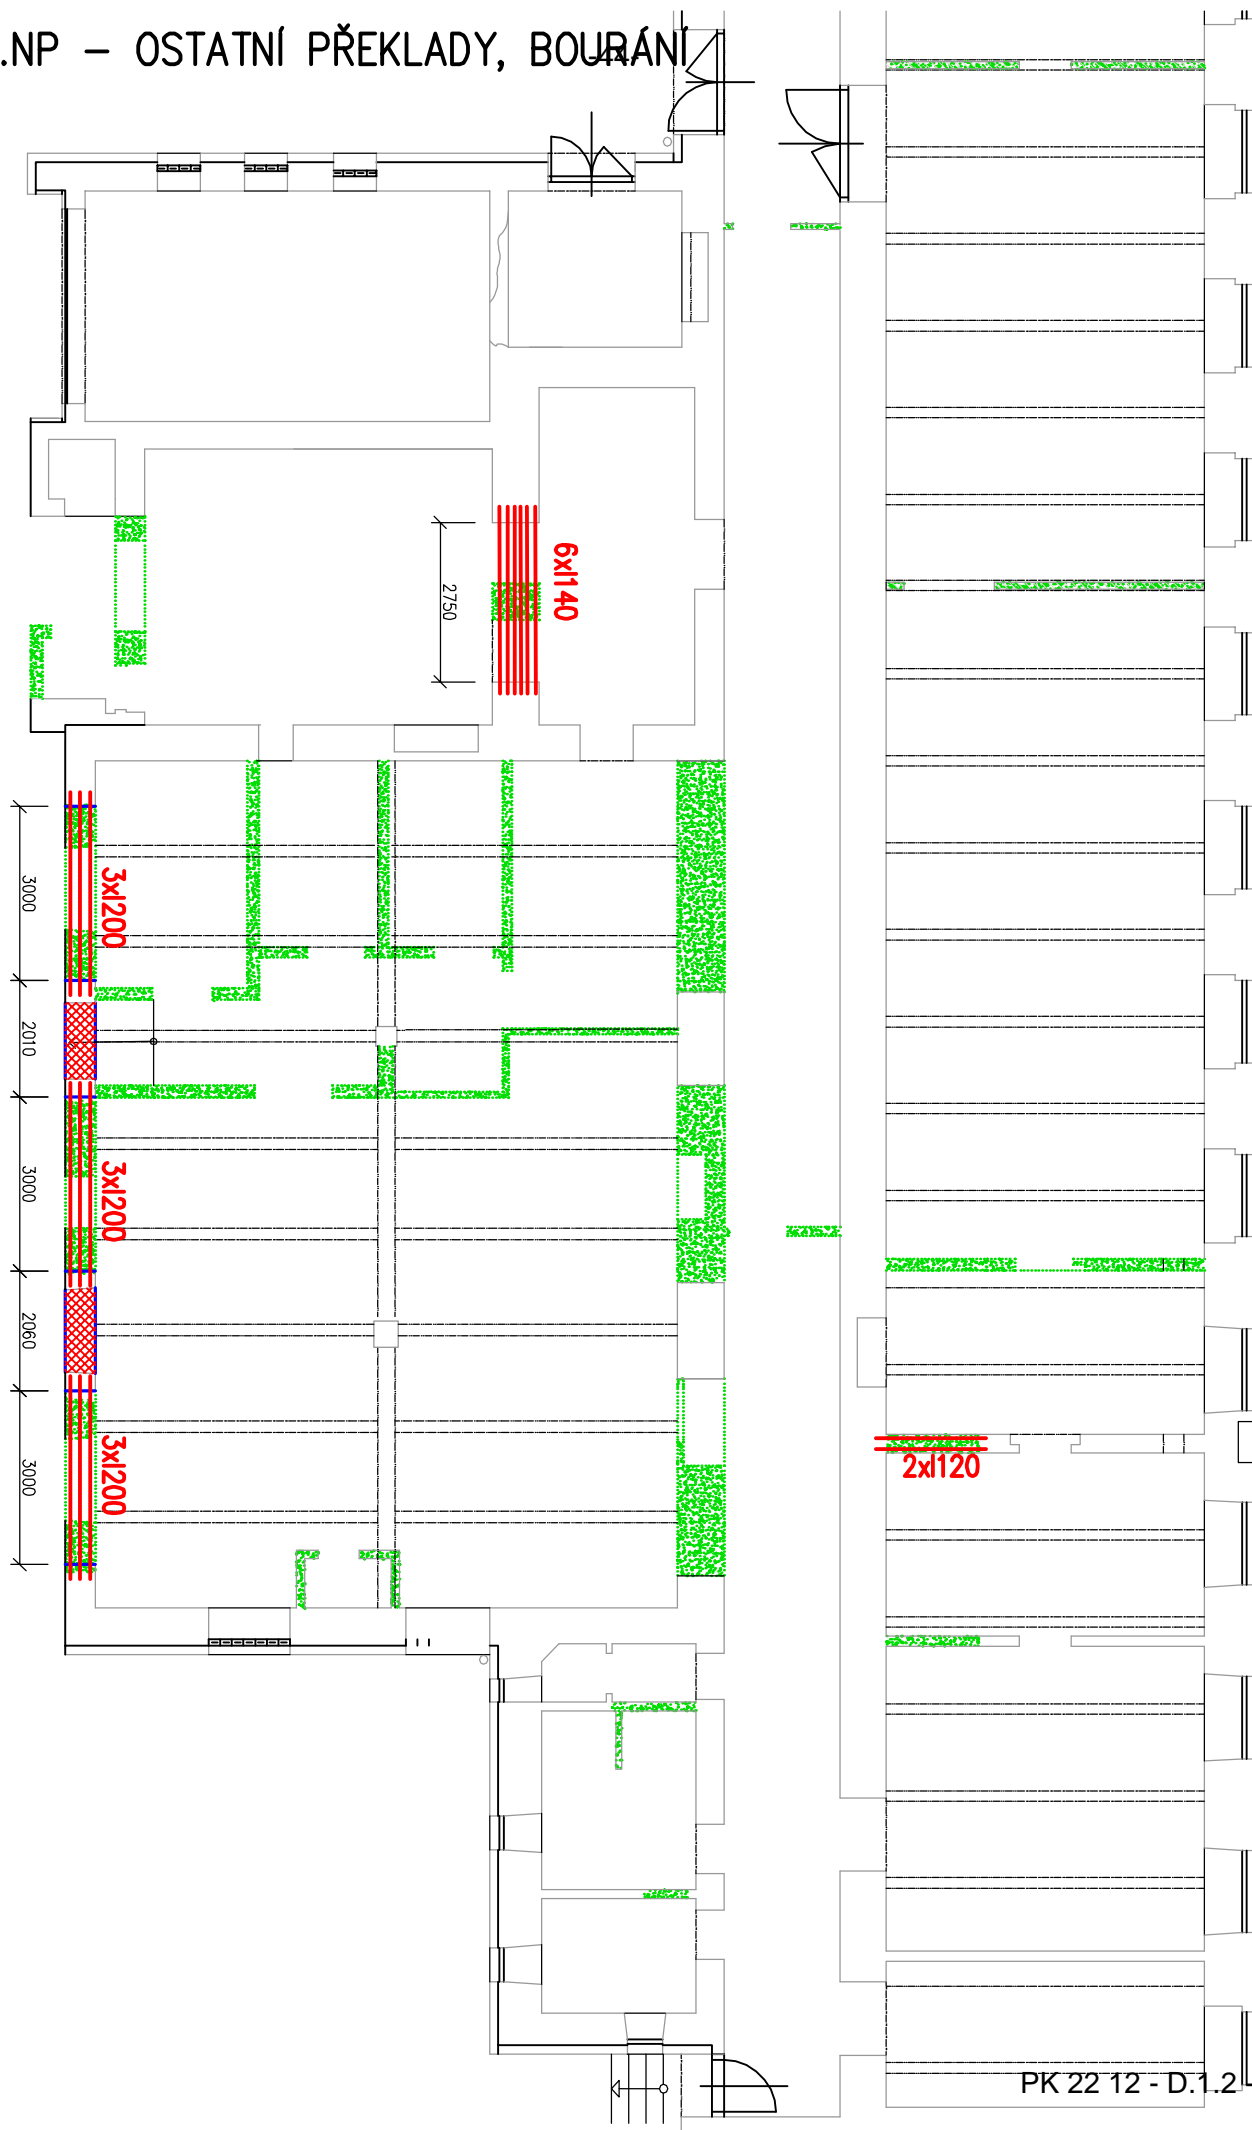 .NP – OSTATNÍ PŘEKLADY, BOURÁNÍ
6xI140
2750
3xI200
3000
2010
3xI200
3000
2060
3xI200
3000
2xI120
PK 22 12 - D.1.2